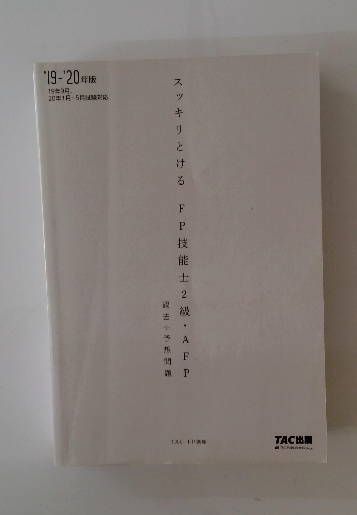 '19-'20年版
19年9月、
20年1月・5月試験対応
スッキリとける FP技能士2級・AFP
過去+予想問題
TAC FP講座
TAC出版